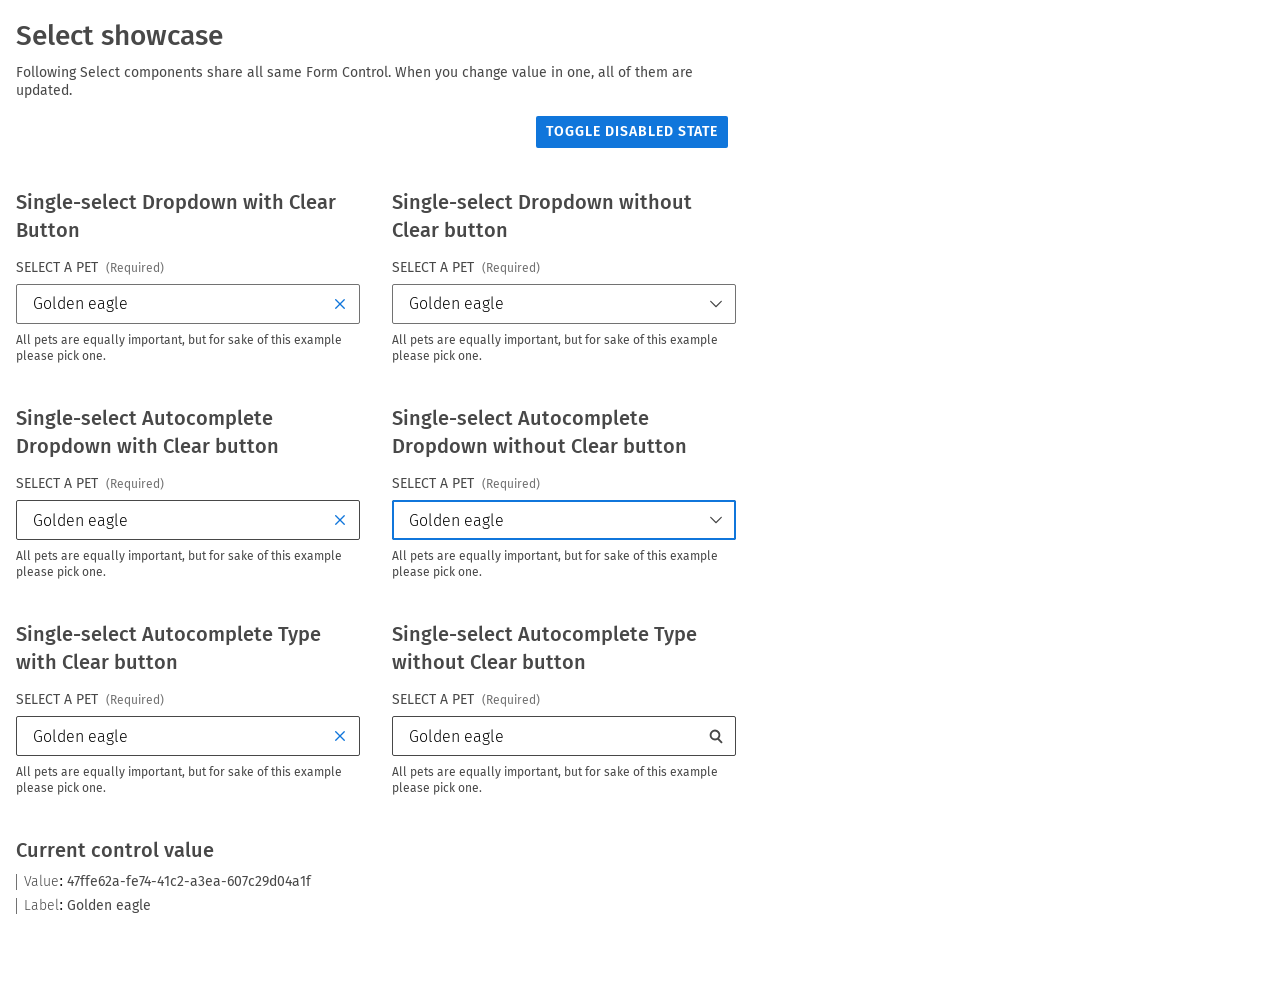 Select showcase
Following Select components share all same Form Control. When you change value in one, all of them are
updated.
TOGGLE DISABLED STATE
Single-select Dropdown with Clear
Button
SELECT A PET (Required)
Golden eagle
All pets are equally important, but for sake of this example
please pick one.
Single-select Dropdown without
Clear button
SELECT A PET (Required)
Golden eagle
All pets are equally important, but for sake of this example
please pick one.
Single-select Autocomplete
Dropdown with Clear button
SELECT A PET (Required)
Golden eagle
All pets are equally important, but for sake of this example
please pick one.
Single-select Autocomplete
Dropdown without Clear button
SELECT A PET (Required)
Golden eagle
All pets are equally important, but for sake of this example
please pick one.
Single-select Autocomplete Type
with Clear button
SELECT A PET (Required)
Golden eagle
All pets are equally important, but for sake of this example
please pick one.
Single-select Autocomplete Type
without Clear button
SELECT A PET (Required)
Golden eagle
All pets are equally important, but for sake of this example
please pick one.
Current control value
Value: 47ffe62a-fe74-41c2-a3ea-607c29d04a1f
Label: Golden eagle